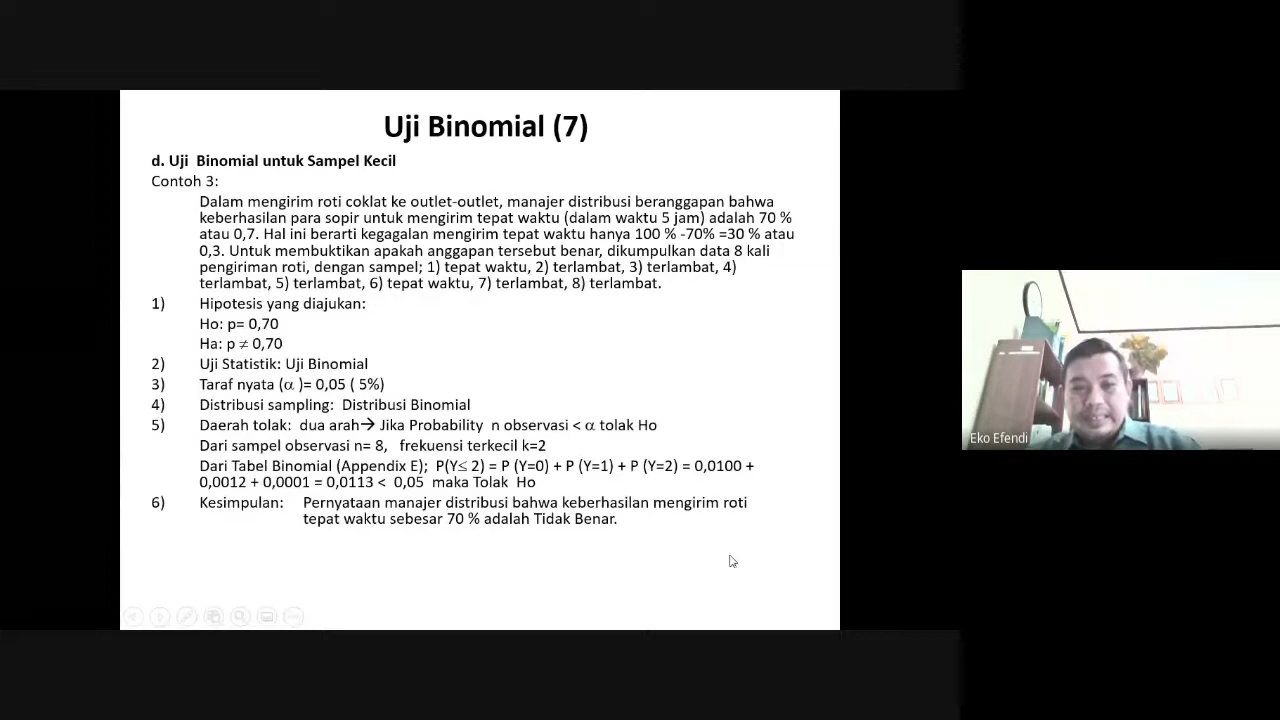 Uji Binomial (7)
d. Uji Binomial untuk Sampel Kecil
Contoh 3:
Dalam mengirim roti coklat ke outlet-outlet, manajer distribusi beranggapan bahwa
keberhasilan para sopir untuk mengirim tepat waktu (dalam waktu 5 jam) adalah 70 %
atau 0,7. Hal ini berarti kegagalan mengirim tepat waktu hanya 100 % -70% =30 % atau
0,3. Untuk membuktikan apakah anggapan tersebut benar, dikumpulkan data 8 kali
pengiriman roti, dengan sampel; 1) tepat waktu, 2) terlambat, 3) terlambat, 4)
terlambat, 5) terlambat, 6) tepat waktu, 7) terlambat, 8) terlambat.
1) Hipotesis yang diajukan:
Ho: p= 0,70
Ha: p ≠ 0,70
2) Uji Statistik: Uji Binomial
3) Taraf nyata (α )= 0,05 ( 5%)
4) Distribusi sampling: Distribusi Binomial
5) Daerah tolak: dua arah→ Jika Probability n observasi < α tolak Ho
Dari sampel observasi n= 8, frekuensi terkecil k=2
Dari Tabel Binomial (Appendix E); P(Y≤ 2) = P (Y=0) + P (Y=1) + P (Y=2) = 0,0100 +
0,0012 + 0,0001 = 0,0113 < 0,05 maka Tolak Ho
6) Kesimpulan: Pernyataan manajer distribusi bahwa keberhasilan mengirim roti
tepat waktu sebesar 70 % adalah Tidak Benar.
Eko Efendi